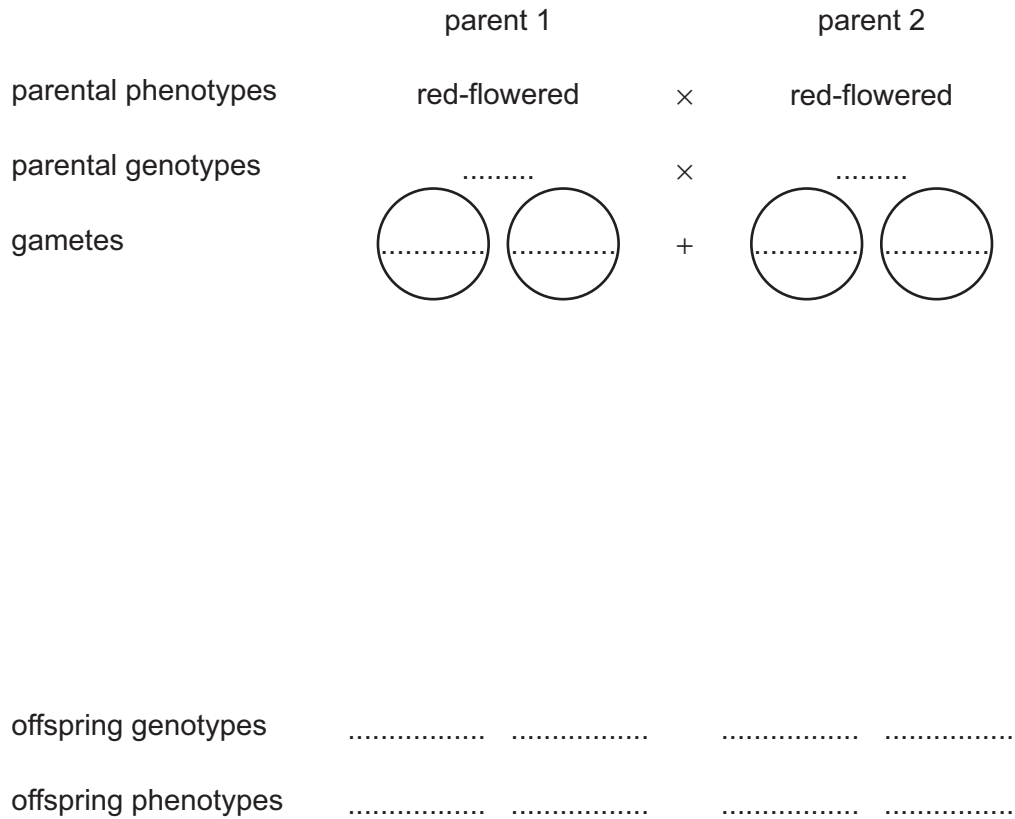 parent 1 parent 2
parental phenotypes red-flowered × red-flowered
parental genotypes ......... × .........
gametes ............. ............. + ............. .............
offspring genotypes ................. ................. ................. ................
offspring phenotypes ................. ................. ................. ................